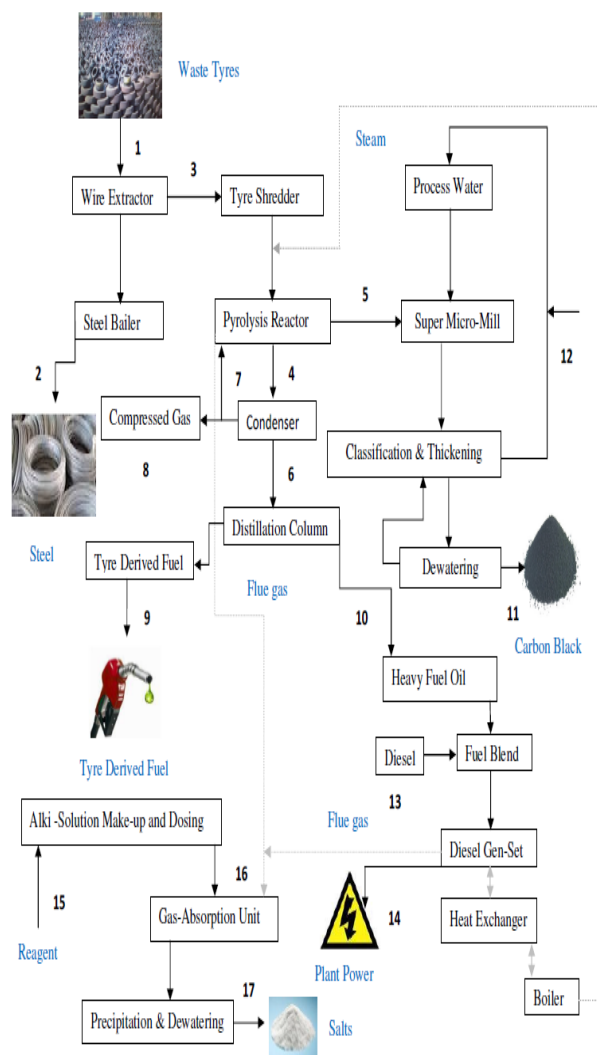 Waste Tyres
1
3
Steam
Wire Extractor
Tyre Shredder
Process Water
Steel Bailer
Pyrolysis Reactor
5
Super Micro-Mill
2
7
4
12
Compressed Gas
Condenser
8
6
Classification & Thickening
Distillation Column
Steel
Tyre Derived Fuel
Flue gas
Dewatering
9
10
11
Carbon Black
Heavy Fuel Oil
Tyre Derived Fuel
Diesel
Fuel Blend
13
Alki -Solution Make-up and Dosing
Flue gas
Diesel Gen-Set
16
15
Gas-Absorption Unit
14
Heat Exchanger
Reagent
Plant Power
17
Boiler
Precipitation & Dewatering
Salts